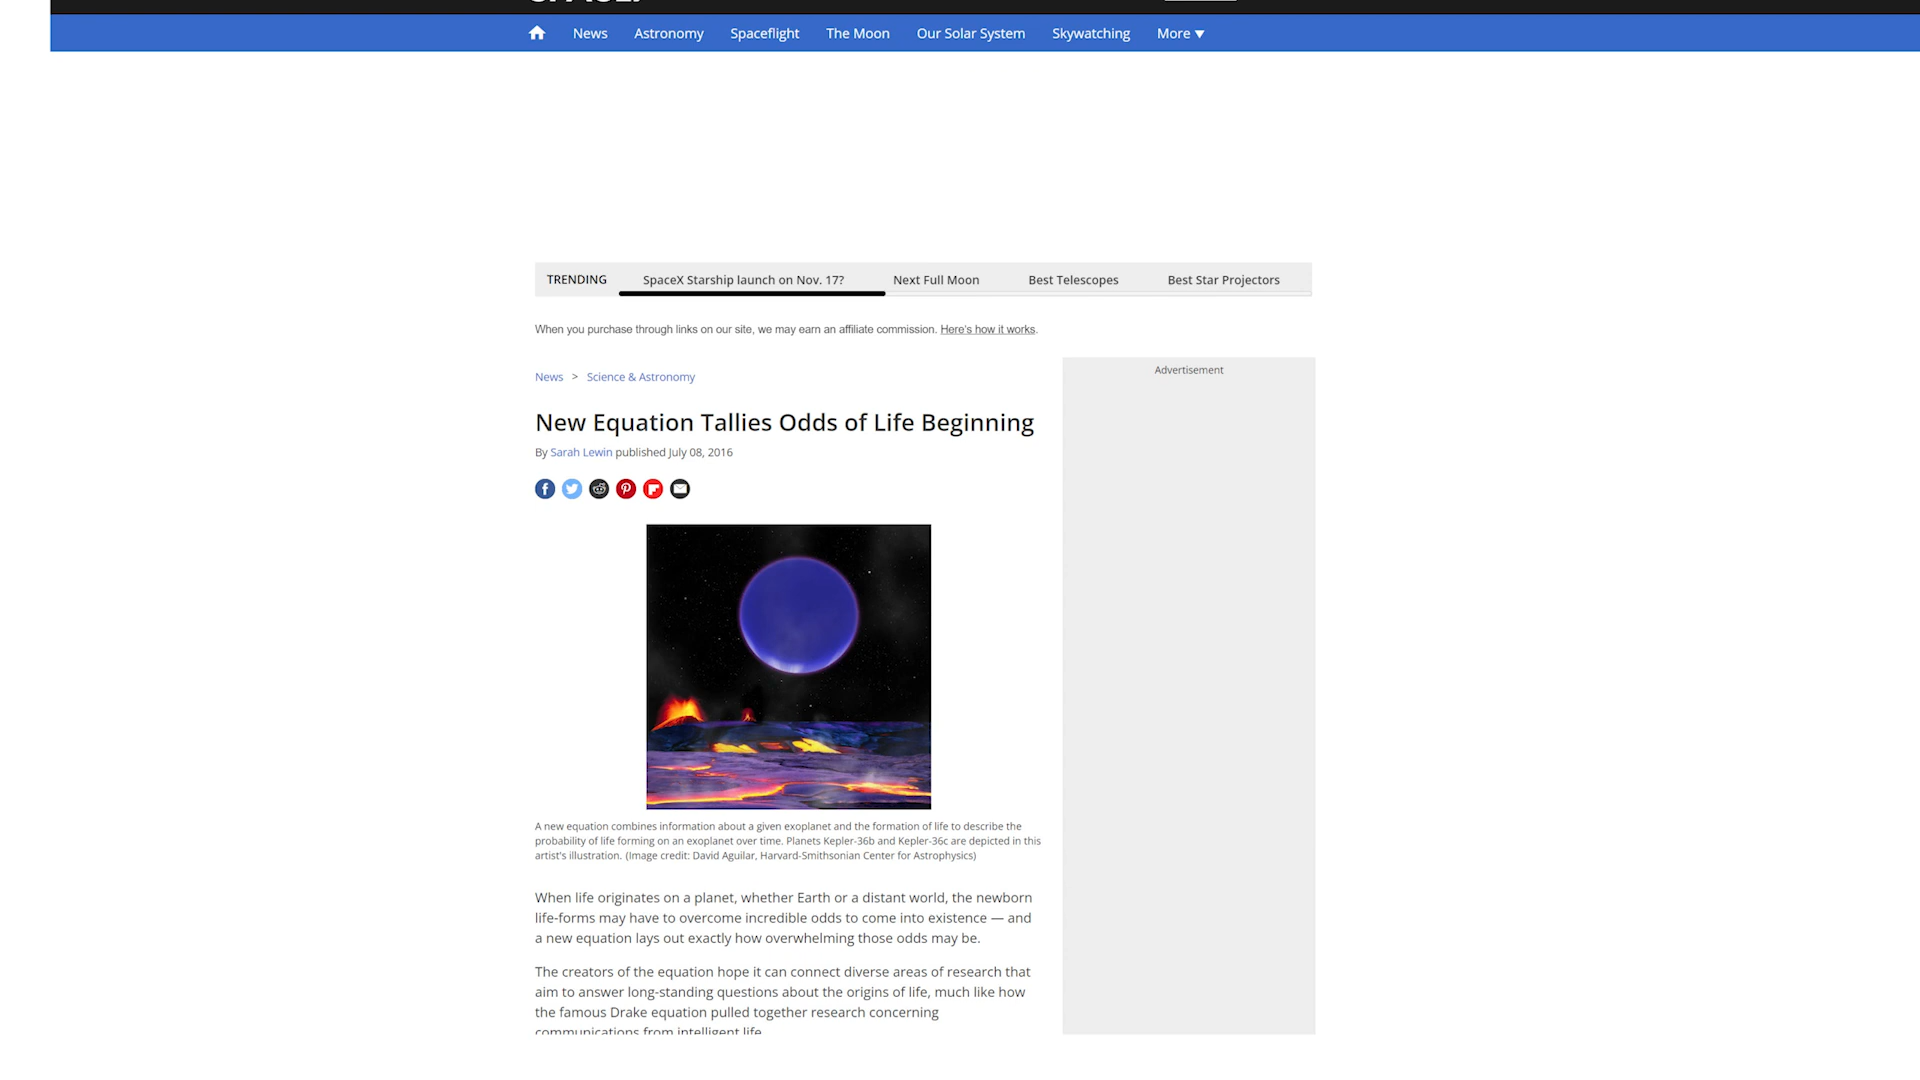 News Astronomy Spaceflight The Moon Our Solar System Skywatching More ▼
TRENDING SpaceX Starship launch on Nov. 17? Next Full Moon Best Telescopes Best Star Projectors
When you purchase through links on our site, we may earn an affiliate commission. Here's how it works.
News > Science & Astronomy
Advertisement
New Equation Tallies Odds of Life Beginning
By Sarah Lewin published July 08, 2016
A new equation combines information about a given exoplanet and the formation of life to describe the
probability of life forming on an exoplanet over time. Planets Kepler-36b and Kepler-36c are depicted in this
artist's illustration. (Image credit: David Aguilar, Harvard-Smithsonian Center for Astrophysics)
When life originates on a planet, whether Earth or a distant world, the newborn
life-forms may have to overcome incredible odds to come into existence — and
a new equation lays out exactly how overwhelming those odds may be.
The creators of the equation hope it can connect diverse areas of research that
aim to answer long-standing questions about the origins of life, much like how
the famous Drake equation pulled together research concerning
communications from intelligent life.